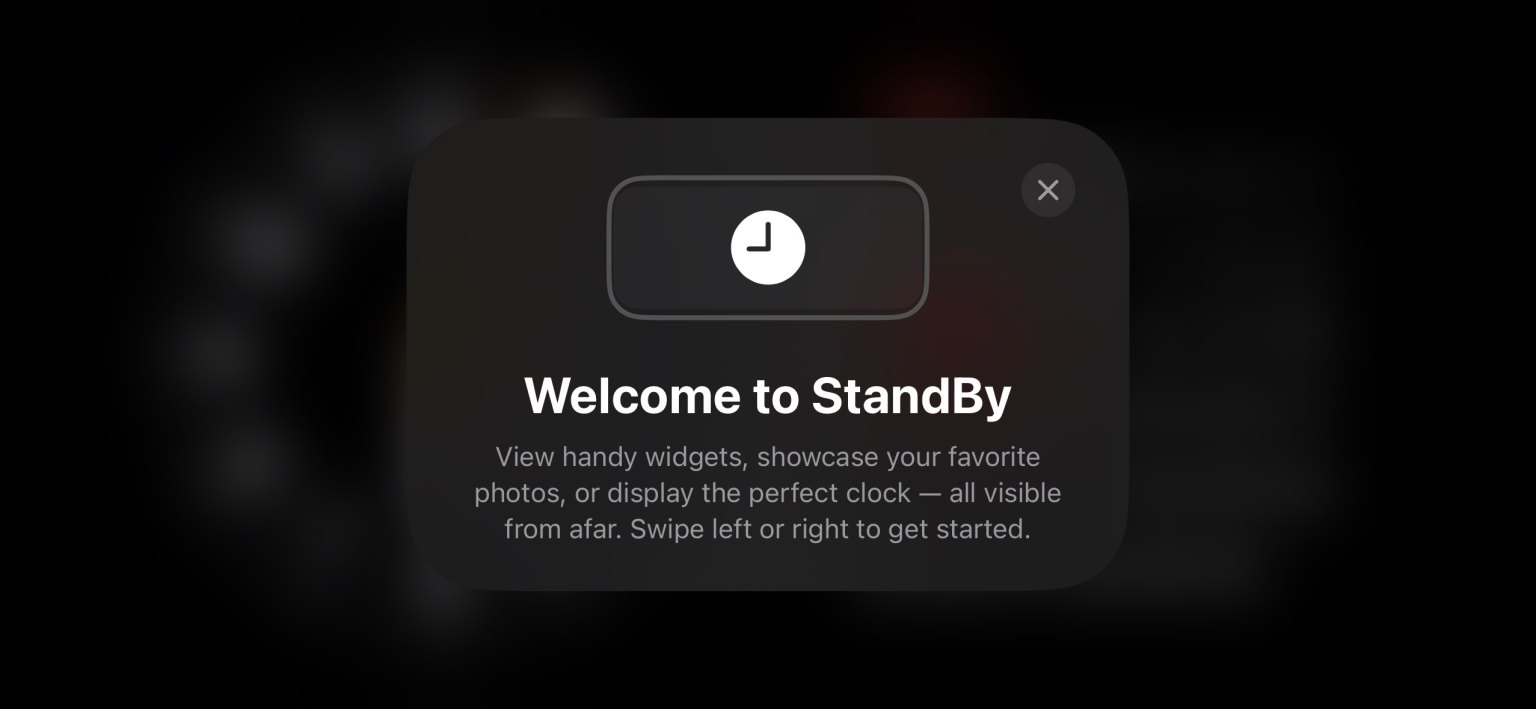 Welcome to StandBy
View handy widgets, showcase your favorite
photos, or display the perfect clock — all visible
from afar. Swipe left or right to get started.